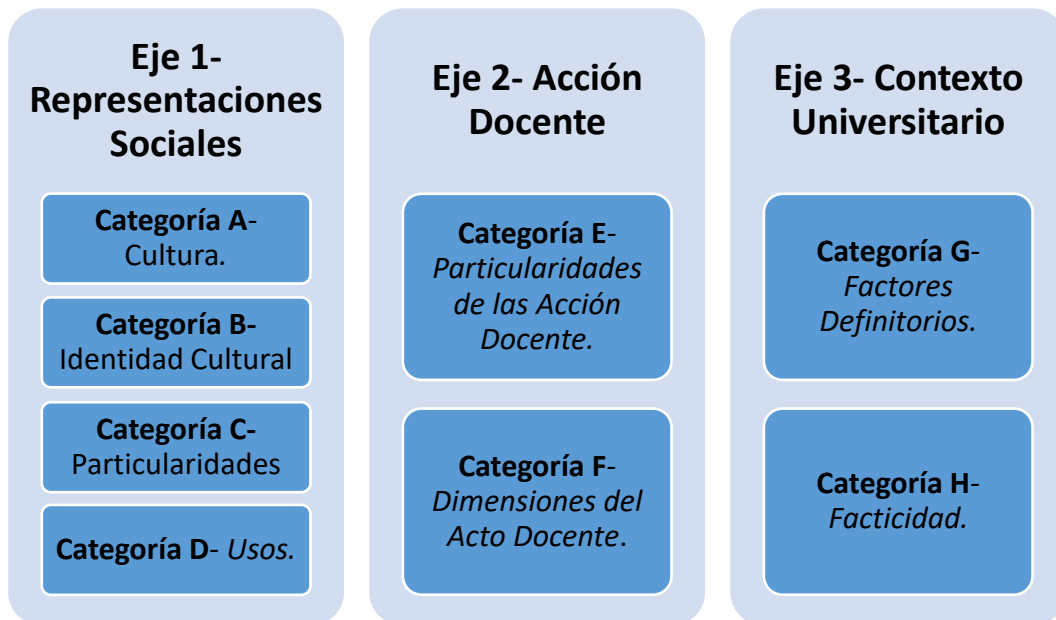 Eje 1-
Representaciones
Sociales
Categoría A-
Cultura.
Categoría B-
Identidad Cultural
Categoría C-
Particularidades
Categoría D- Usos.
Eje 2- Acción
Docente
Categoría E-
Particularidades
de las Acción
Docente.
Categoría F-
Dimensiones del
Acto Docente.
Eje 3- Contexto
Universitario
Categoría G-
Factores
Definitorios.
Categoría H-
Facticidad.